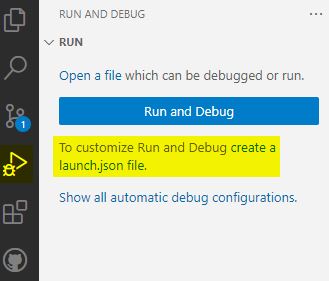 RUN AND DEBUG
RUN
Open a file which can be debugged or run.
Run and Debug
1
To customize Run and Debug create a
launch.json file.
Show all automatic debug configurations.